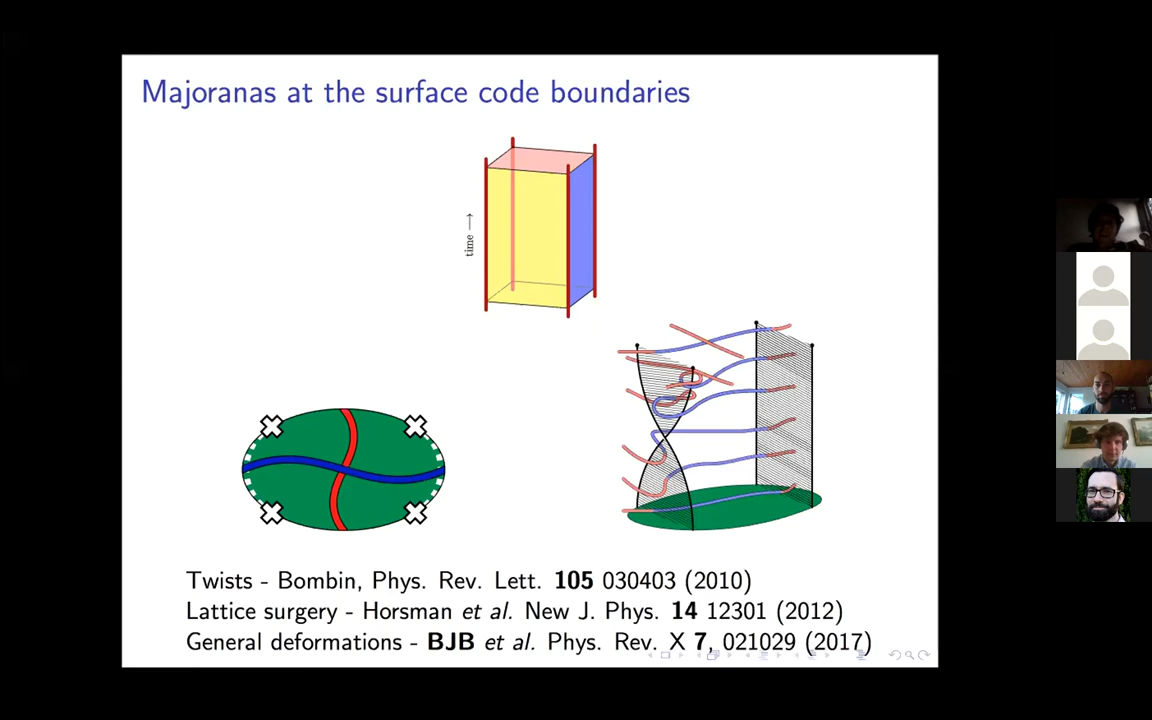 Majoranas at the surface code boundaries
time →
Twists - Bombin, Phys. Rev. Lett. 105 030403 (2010)
Lattice surgery - Horsman et al. New J. Phys. 14 12301 (2012)
General deformations - BJB et al. Phys. Rev. X 7, 021029 (2017)